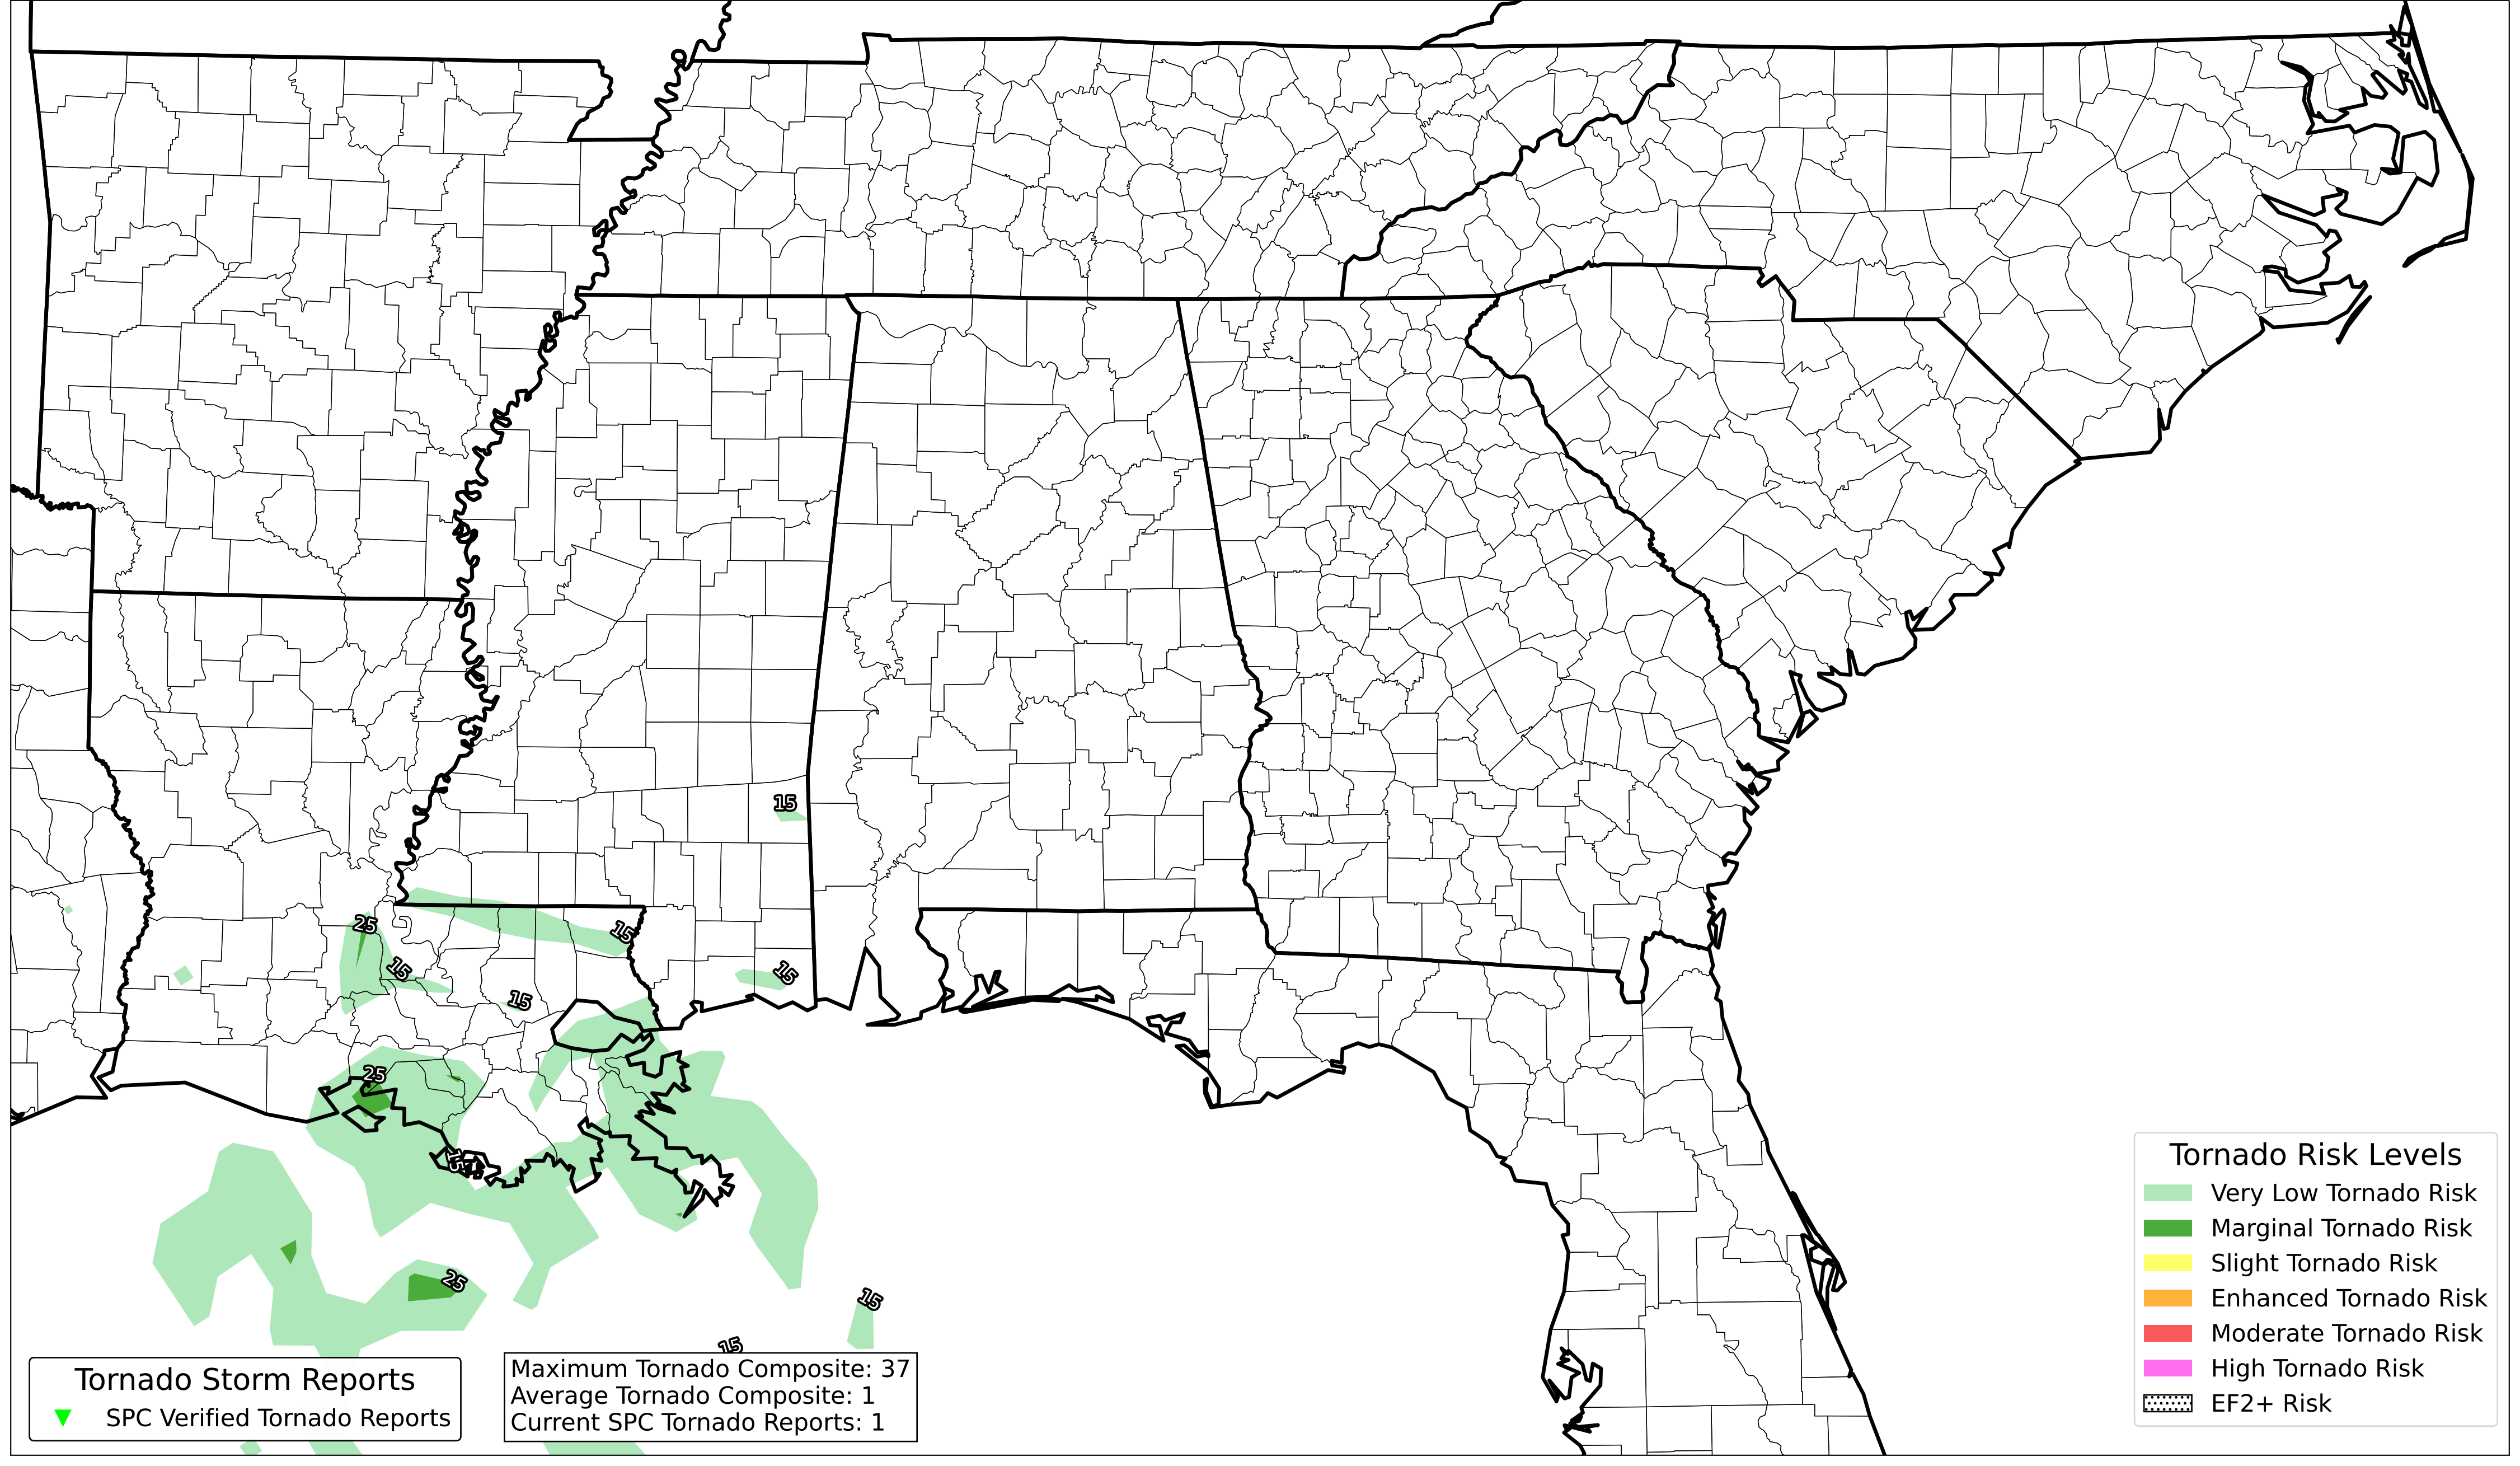 15
25
15
15
15
15
25
15
25
15
15
Tornado Risk Levels
Very Low Tornado Risk
Marginal Tornado Risk
Slight Tornado Risk
Enhanced Tornado Risk
Moderate Tornado Risk
High Tornado Risk
EF2+ Risk
Tornado Storm Reports
SPC Verified Tornado Reports
Maximum Tornado Composite: 37
Average Tornado Composite: 1
Current SPC Tornado Reports: 1